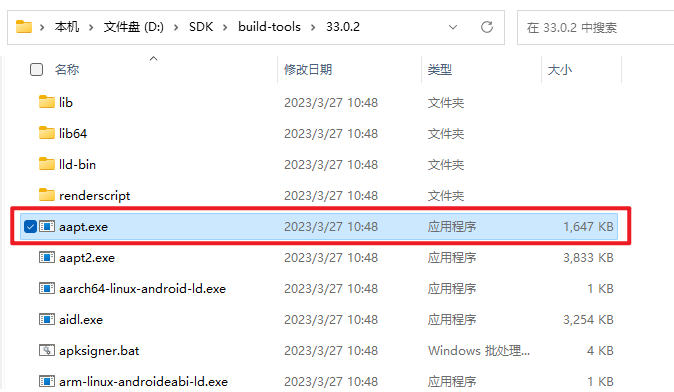 本机 > 文件盘 (D:) > SDK > build-tools > 33.0.2 在 33.0.2 中搜索
名称 修改日期 类型 大小
lib 2023/3/27 10:48 文件夹
lib64 2023/3/27 10:48 文件夹
lld-bin 2023/3/27 10:48 文件夹
renderscript 2023/3/27 10:48 文件夹
aapt.exe 2023/3/27 10:48 应用程序 1,647 KB
aapt2.exe 2023/3/27 10:48 应用程序 3,833 KB
aarch64-linux-android-ld.exe 2023/3/27 10:48 应用程序 1 KB
aidl.exe 2023/3/27 10:48 应用程序 3,254 KB
apksigner.bat 2023/3/27 10:48 Windows 批处理... 4 KB
arm-linux-androideabi-ld.exe 2023/3/27 10:48 应用程序 1 KB